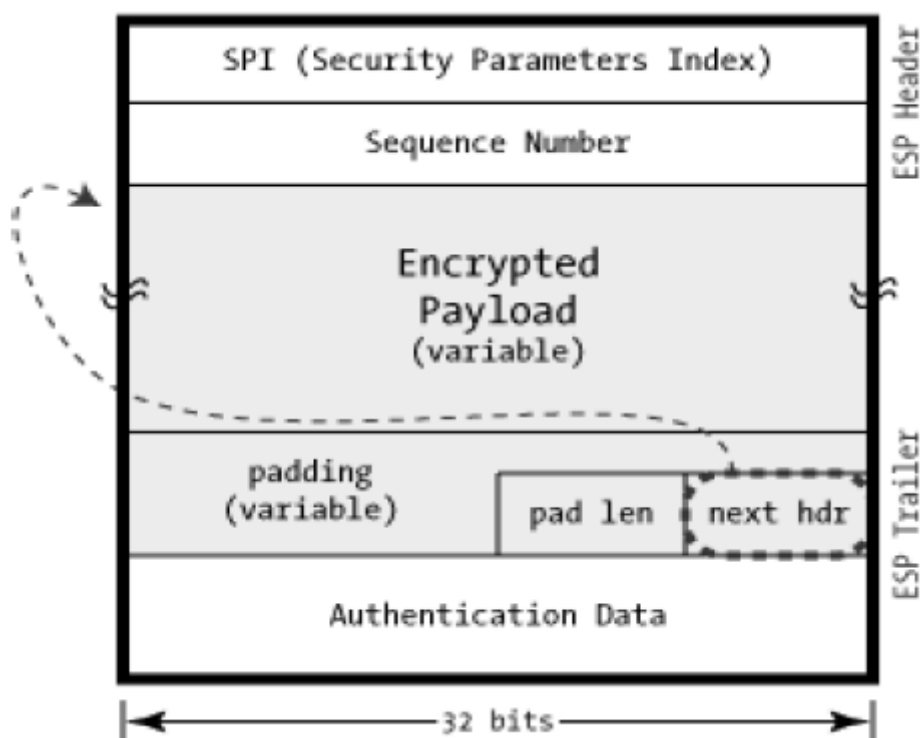 SPI (Security Parameters Index)
ESP Header
Sequence Number
Encrypted
Payload
(variable)
padding
(variable)
pad len
next hdr
ESP Trailer
Authentication Data
32 bits